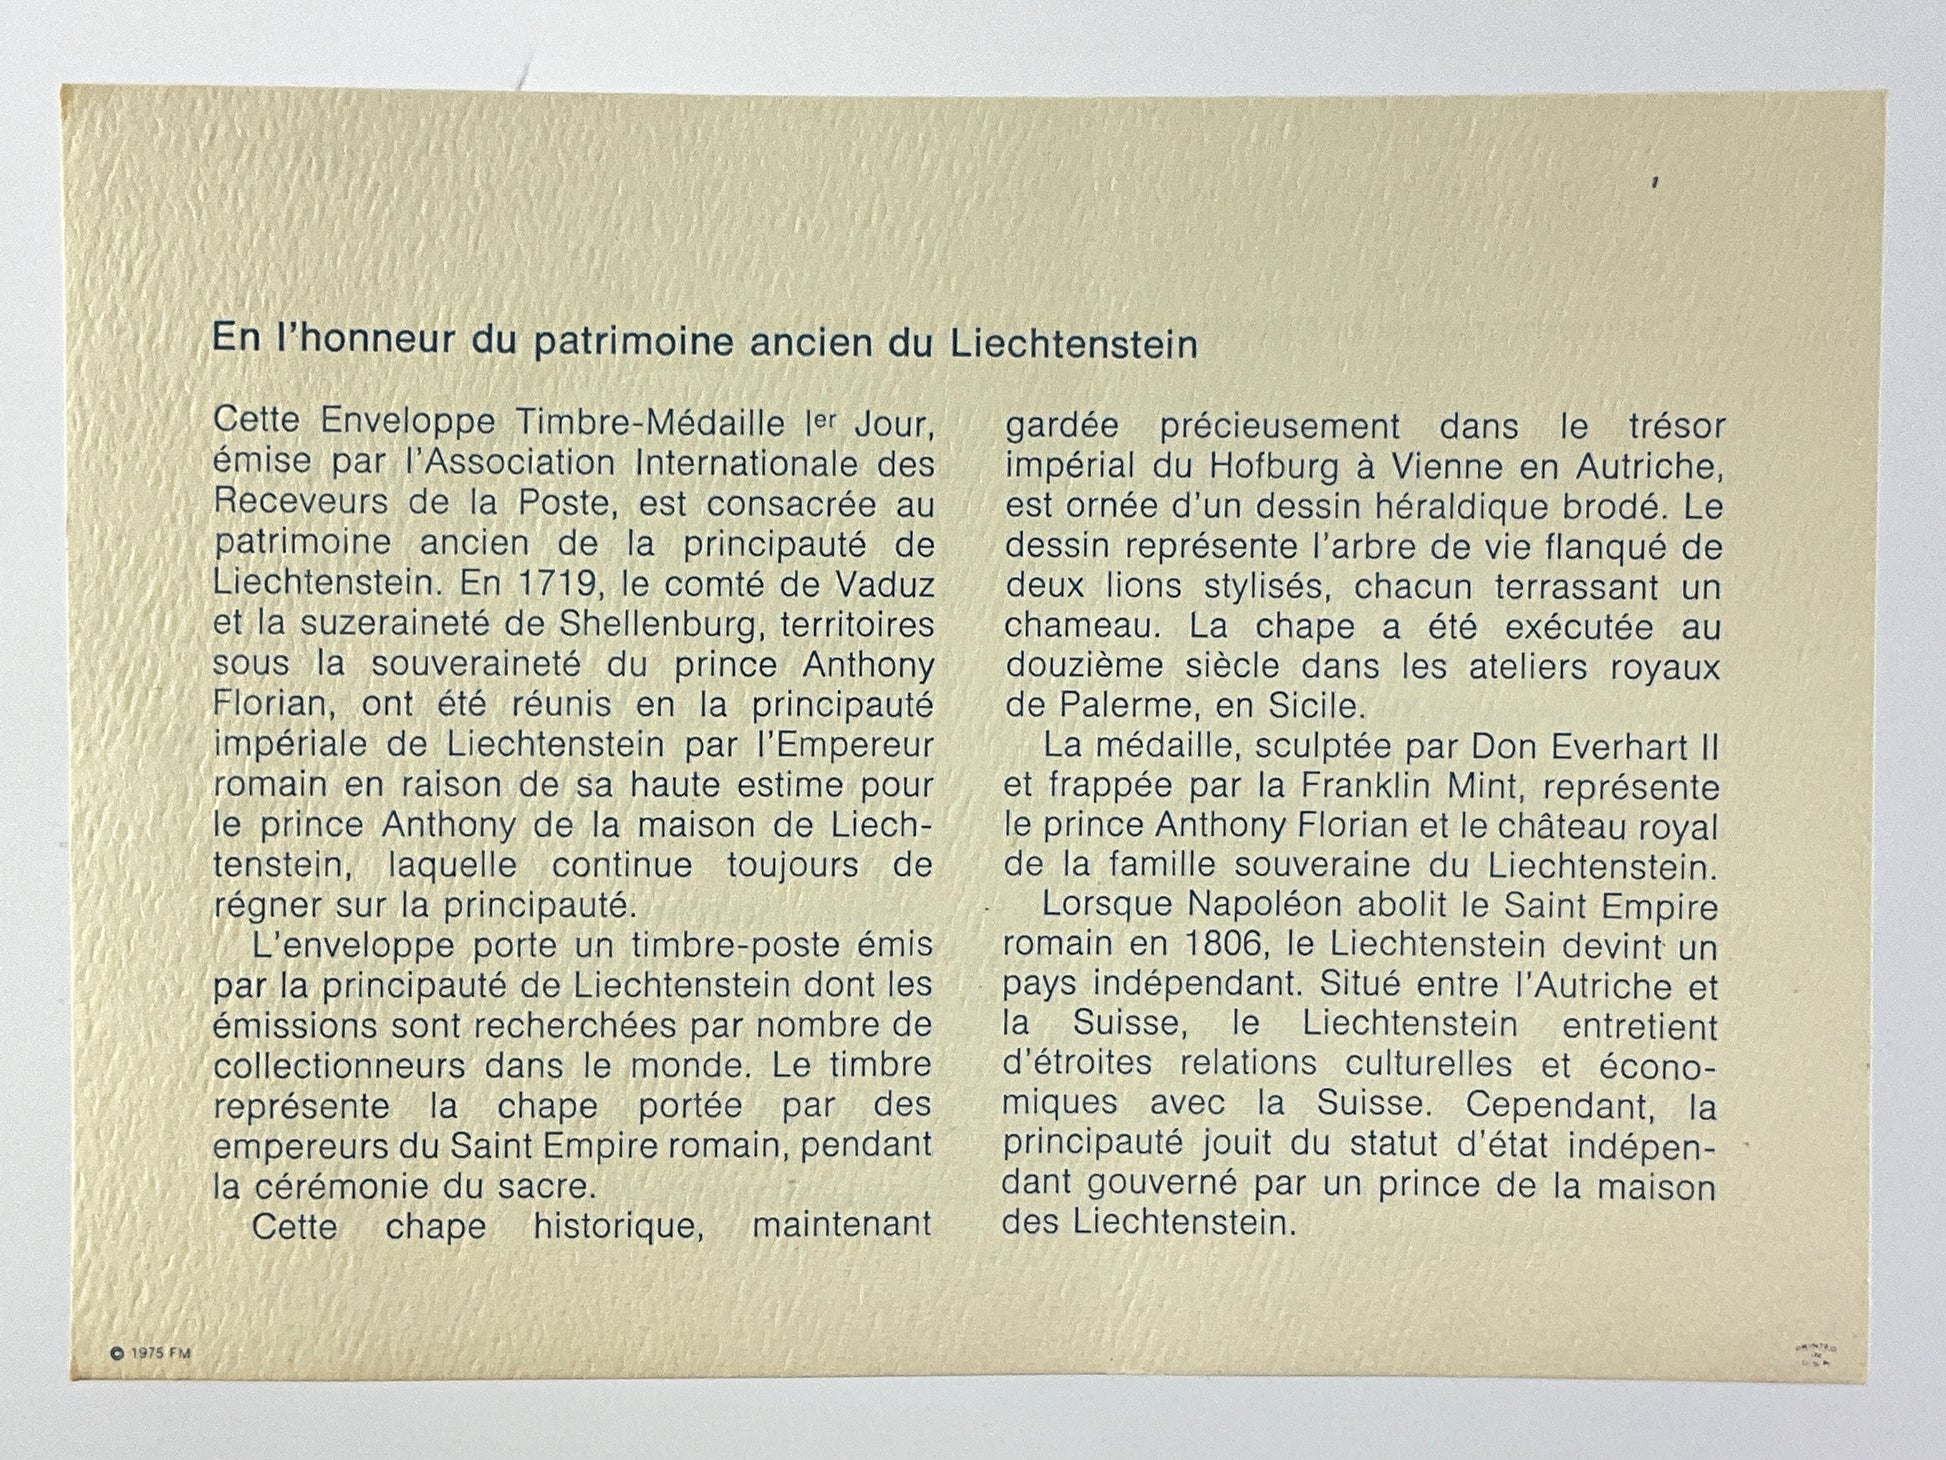 En l'honneur du patrimoine ancien du Liechtenstein
Cette Enveloppe Timbre-Médaille Ier Jour,
émise par l'Association Internationale des
Receveurs de la Poste, est consacrée au
patrimoine ancien de la principauté de
Liechtenstein. En 1719, le comté de Vaduz
et la suzeraineté de Shellenburg, territoires
sous la souveraineté du prince Anthony
Florian, ont été réunis en la principauté
impériale de Liechtenstein par l'Empereur
romain en raison de sa haute estime pour
le prince Anthony de la maison de Liech-
tenstein, laquelle continue toujours de
régner sur la principauté.
L'enveloppe porte un timbre-poste émis
par la principauté de Liechtenstein dont les
émissions sont recherchées par nombre de
collectionneurs dans le monde. Le timbre
représente la chape portée par des
empereurs du Saint Empire romain, pendant
la cérémonie du sacre.
Cette chape historique, maintenant
gardée précieusement dans le trésor
impérial du Hofburg à Vienne en Autriche,
est ornée d'un dessin héraldique brodé. Le
dessin représente l'arbre de vie flanqué de
deux lions stylisés, chacun terrassant un
chameau. La chape a été exécutée au
douzième siècle dans les ateliers royaux
de Palerme, en Sicile.
La médaille, sculptée par Don Everhart II
et frappée par la Franklin Mint, représente
le prince Anthony Florian et le château royal
de la famille souveraine du Liechtenstein.
Lorsque Napoléon abolit le Saint Empire
romain en 1806, le Liechtenstein devint un
pays indépendant. Situé entre l'Autriche et
la Suisse, le Liechtenstein entretient
d'étroites relations culturelles et écono-
miques avec la Suisse. Cependant, la
principauté jouit du statut d'état indépen-
dant gouverné par un prince de la maison
des Liechtenstein.
© 1975 FM
PRINTED
IN
U.S.A.